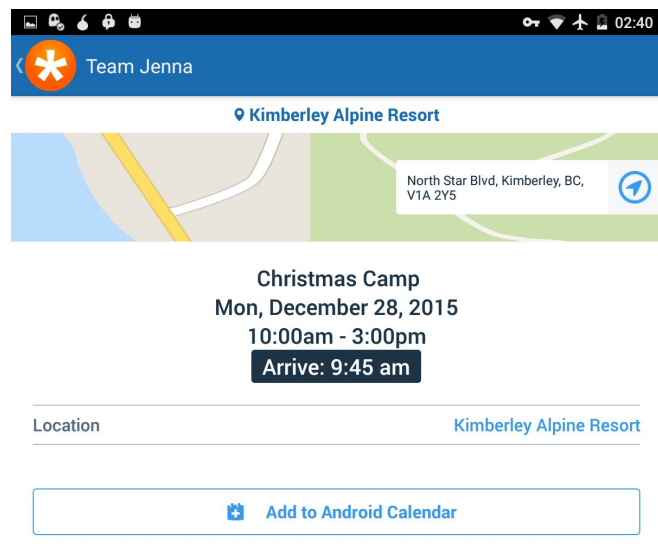 02:40
Team Jenna
Kimberley Alpine Resort
North Star Blvd, Kimberley, BC,
V1A 2Y5
Christmas Camp
Mon, December 28, 2015
10:00am - 3:00pm
Arrive: 9:45 am
Location Kimberley Alpine Resort
Add to Android Calendar